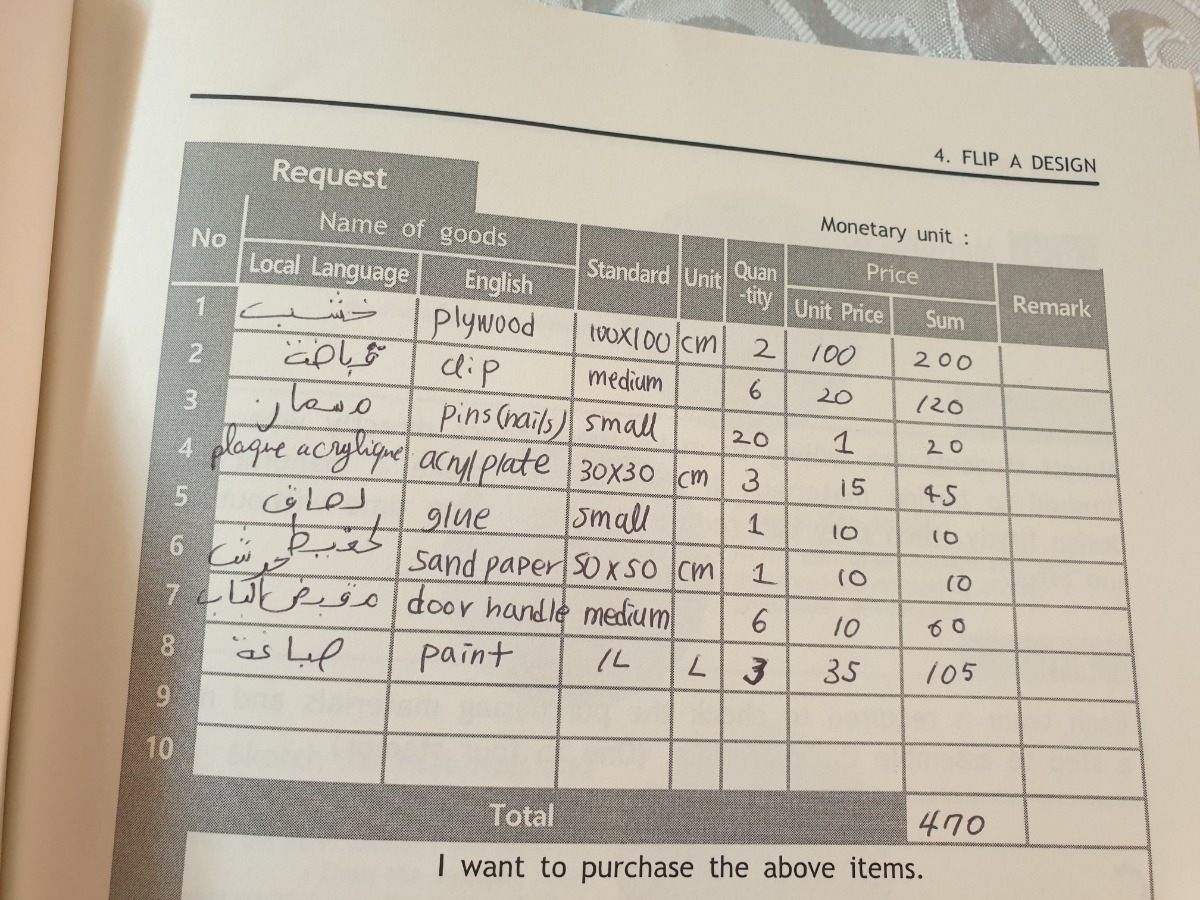 4. FLIP A DESIGN
Request
Monetary unit :
No Name of goods Standard Unit Quan-tity Price Remark
Local Language English Unit Price Sum
1 خشب plywood 100X100 cm 2 100 200
2 قباضة clip medium 6 20 120
3 مسمار pins(nails) small 20 1 20
4 plaque acrylique acryl plate 30X30 cm 3 15 45
5 لصاق glue small 1 10 10
6 sand paper 50 x 50 cm 1 10 10
7 مقبض الباب door handle medium 6 10 60
8 صباغة paint 1L L 3 35 105
9
10
Total 470
I want to purchase the above items.